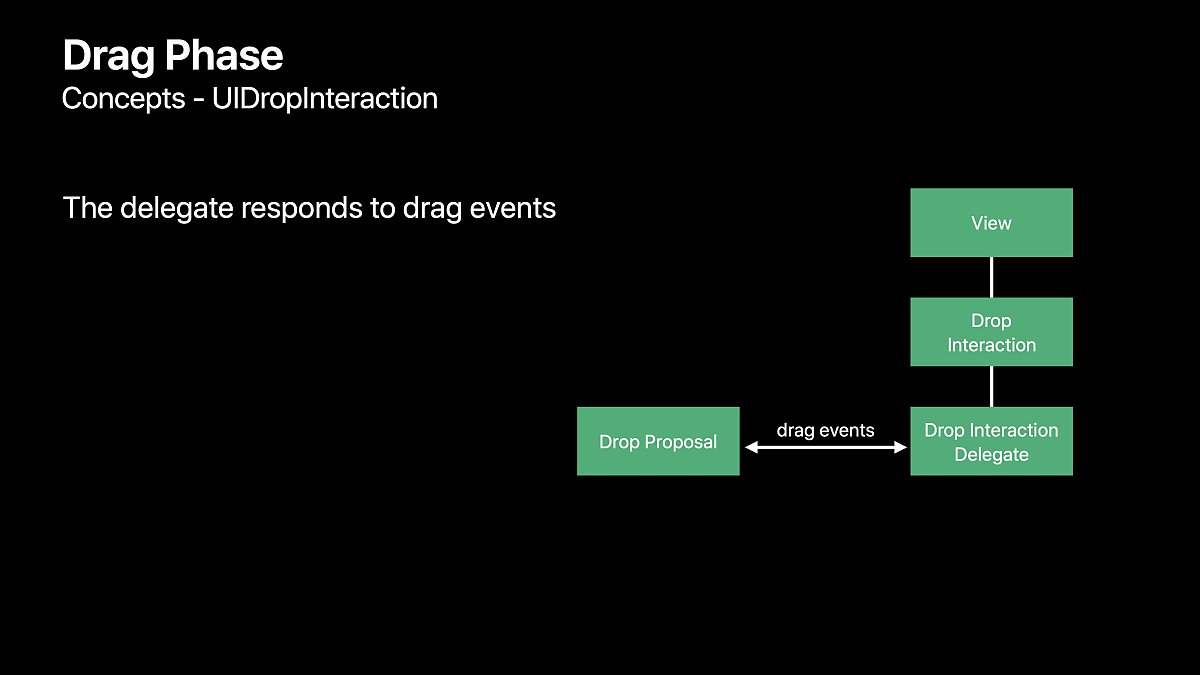 Drag Phase
Concepts - UIDropInteraction
The delegate responds to drag events
View
Drop
Interaction
Drop Proposal
drag events
Drop Interaction
Delegate